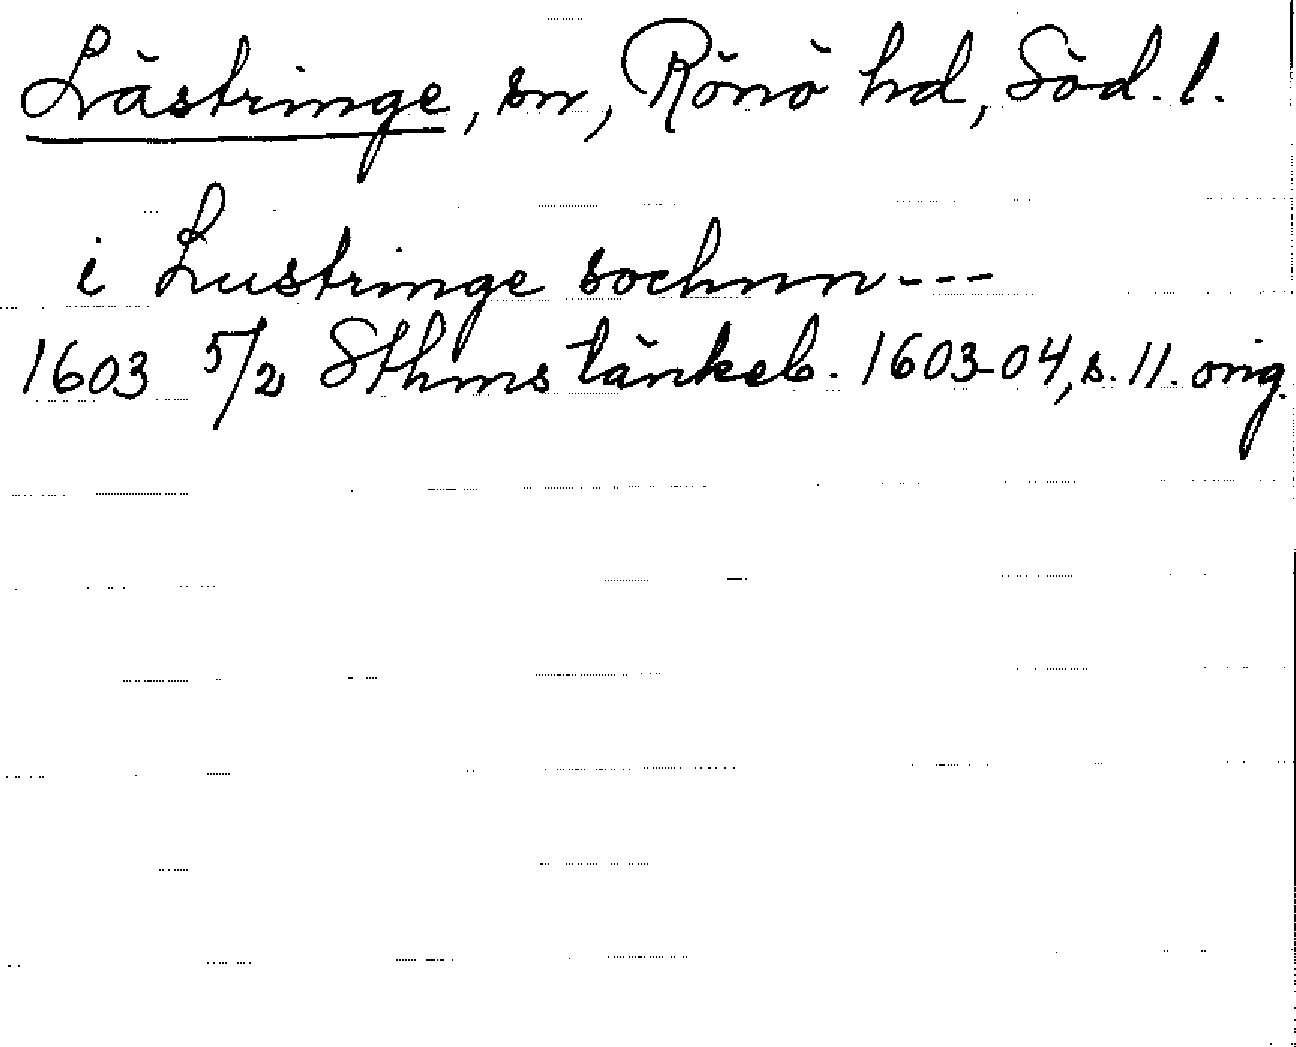 Lästringe, sn, Rönö hd, Söd. l.
i Lustringe sochnn---
1603 5/2 Sthms tänkeb. 1603-04, s. 11. orig.